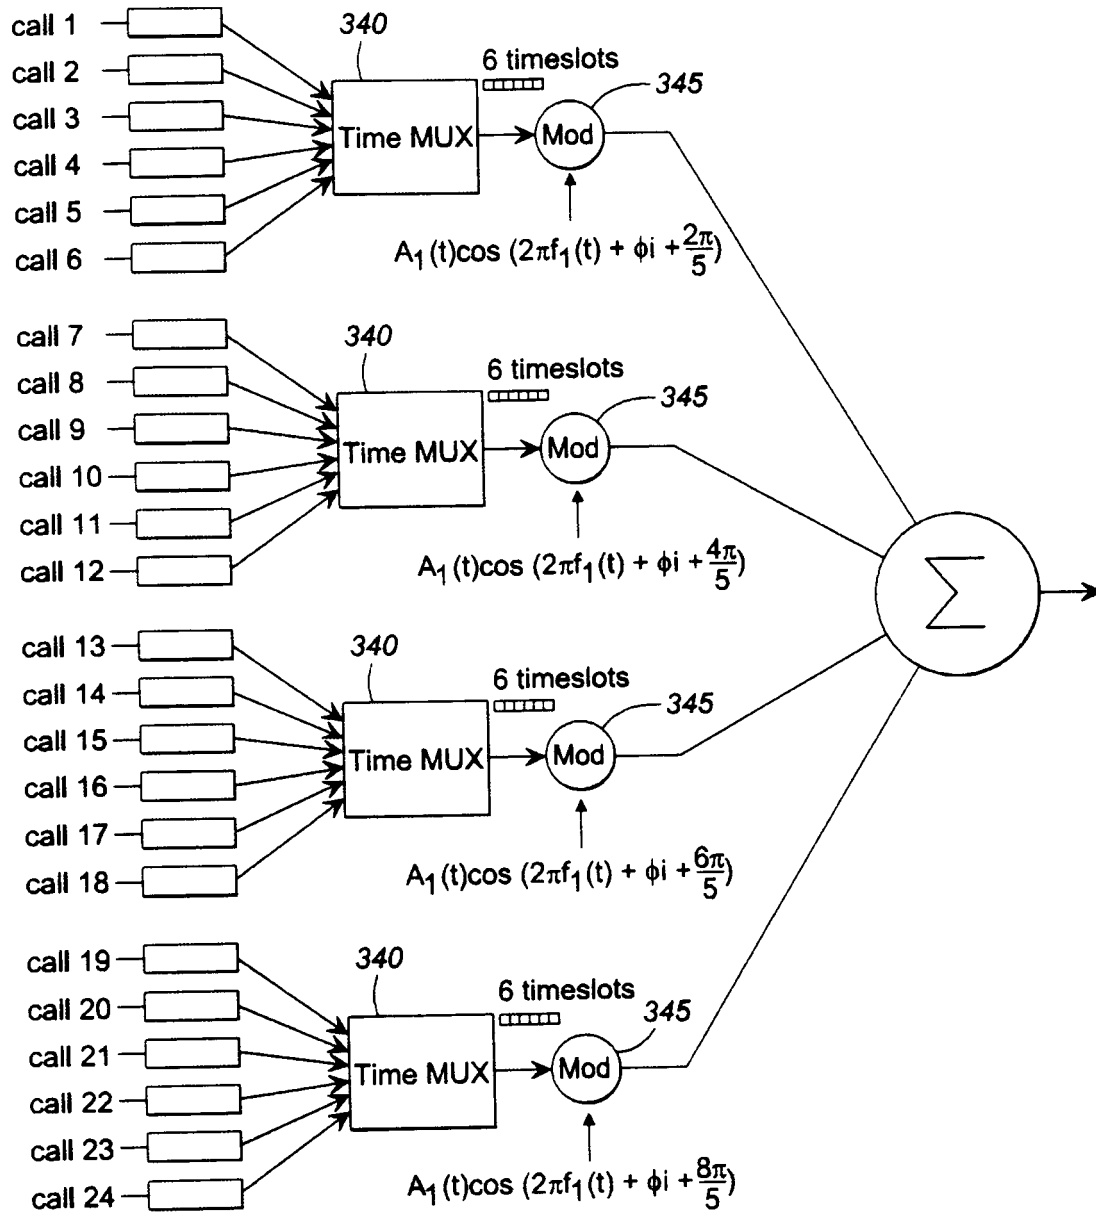 call 1
call 2
call 3
call 4
call 5
call 6
340
Time MUX
6 timeslots
345
Mod
A₁(t)cos (2πf₁(t) + ϕi + 2π/5)
call 7
call 8
call 9
call 10
call 11
call 12
340
Time MUX
6 timeslots
345
Mod
A₁(t)cos (2πf₁(t) + ϕi + 4π/5)
call 13
call 14
call 15
call 16
call 17
call 18
340
Time MUX
6 timeslots
345
Mod
A₁(t)cos (2πf₁(t) + ϕi + 6π/5)
call 19
call 20
call 21
call 22
call 23
call 24
340
Time MUX
6 timeslots
345
Mod
A₁(t)cos (2πf₁(t) + ϕi + 8π/5)
Σ